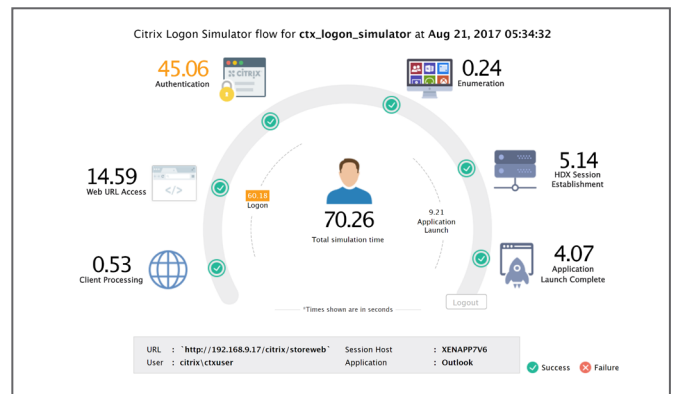 Citrix Logon Simulator flow for ctx_logon_simulator at Aug 21, 2017 05:34:32
45.06
Authentication
CİTRIX
0.24
Enumeration
14.59
Web URL Access
</>
5.14
HDX Session
Establishment
60.18
Logon
70.26
Total simulation time
9.21
Application
Launch
0.53
Client Processing
4.07
Application
Launch Complete
Logout
*Times shown are in seconds
URL : `http://192.168.9.17/citrix/storeweb` Session Host : XENAPP7V6
User : citrix\ctxuser Application : Outlook
Success Failure